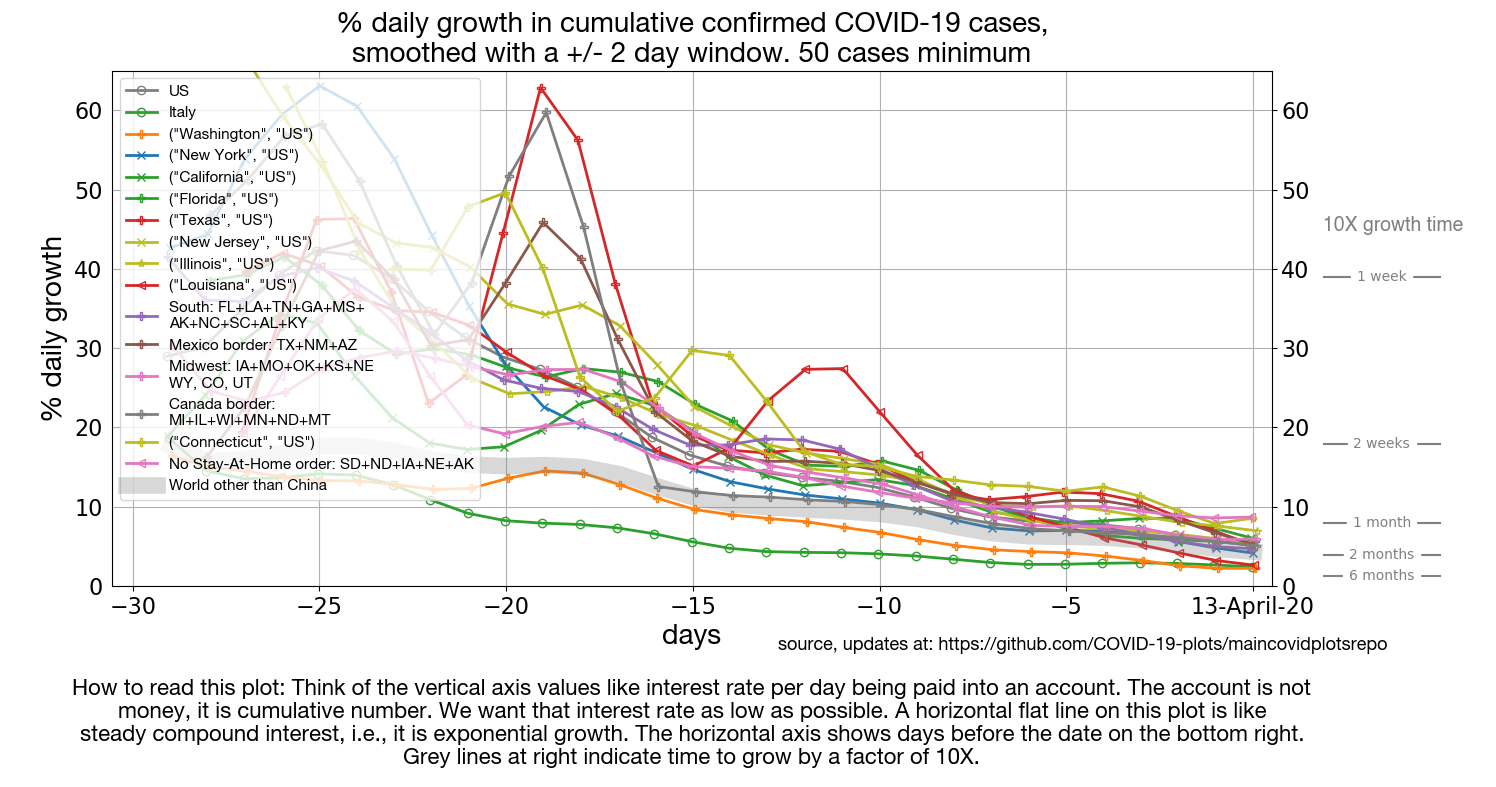 % daily growth in cumulative confirmed COVID-19 cases,
smoothed with a +/- 2 day window. 50 cases minimum
% daily growth
60
50
40
30
20
10
0
US
Italy
("Washington", "US")
("New York", "US")
("California", "US")
("Florida", "US")
("Texas", "US")
("New Jersey", "US")
("Illinois", "US")
("Louisiana", "US")
South: FL+LA+TN+GA+MS+
AK+NC+SC+AL+KY
Mexico border: TX+NM+AZ
Midwest: IA+MO+OK+KS+NE
WY, CO, UT
Canada border:
MI+IL+WI+MN+ND+MT
("Connecticut", "US")
No Stay-At-Home order: SD+ND+IA+NE+AK
World other than China
60
50
40
30
20
10
0
10X growth time
1 week
2 weeks
1 month
2 months
6 months
−30
−25
−20
−15
−10
−5
13-April-20
days
source, updates at: https://github.com/COVID-19-plots/maincovidplotsrepo
How to read this plot: Think of the vertical axis values like interest rate per day being paid into an account. The account is not
money, it is cumulative number. We want that interest rate as low as possible. A horizontal flat line on this plot is like
steady compound interest, i.e., it is exponential growth. The horizontal axis shows days before the date on the bottom right.
Grey lines at right indicate time to grow by a factor of 10X.